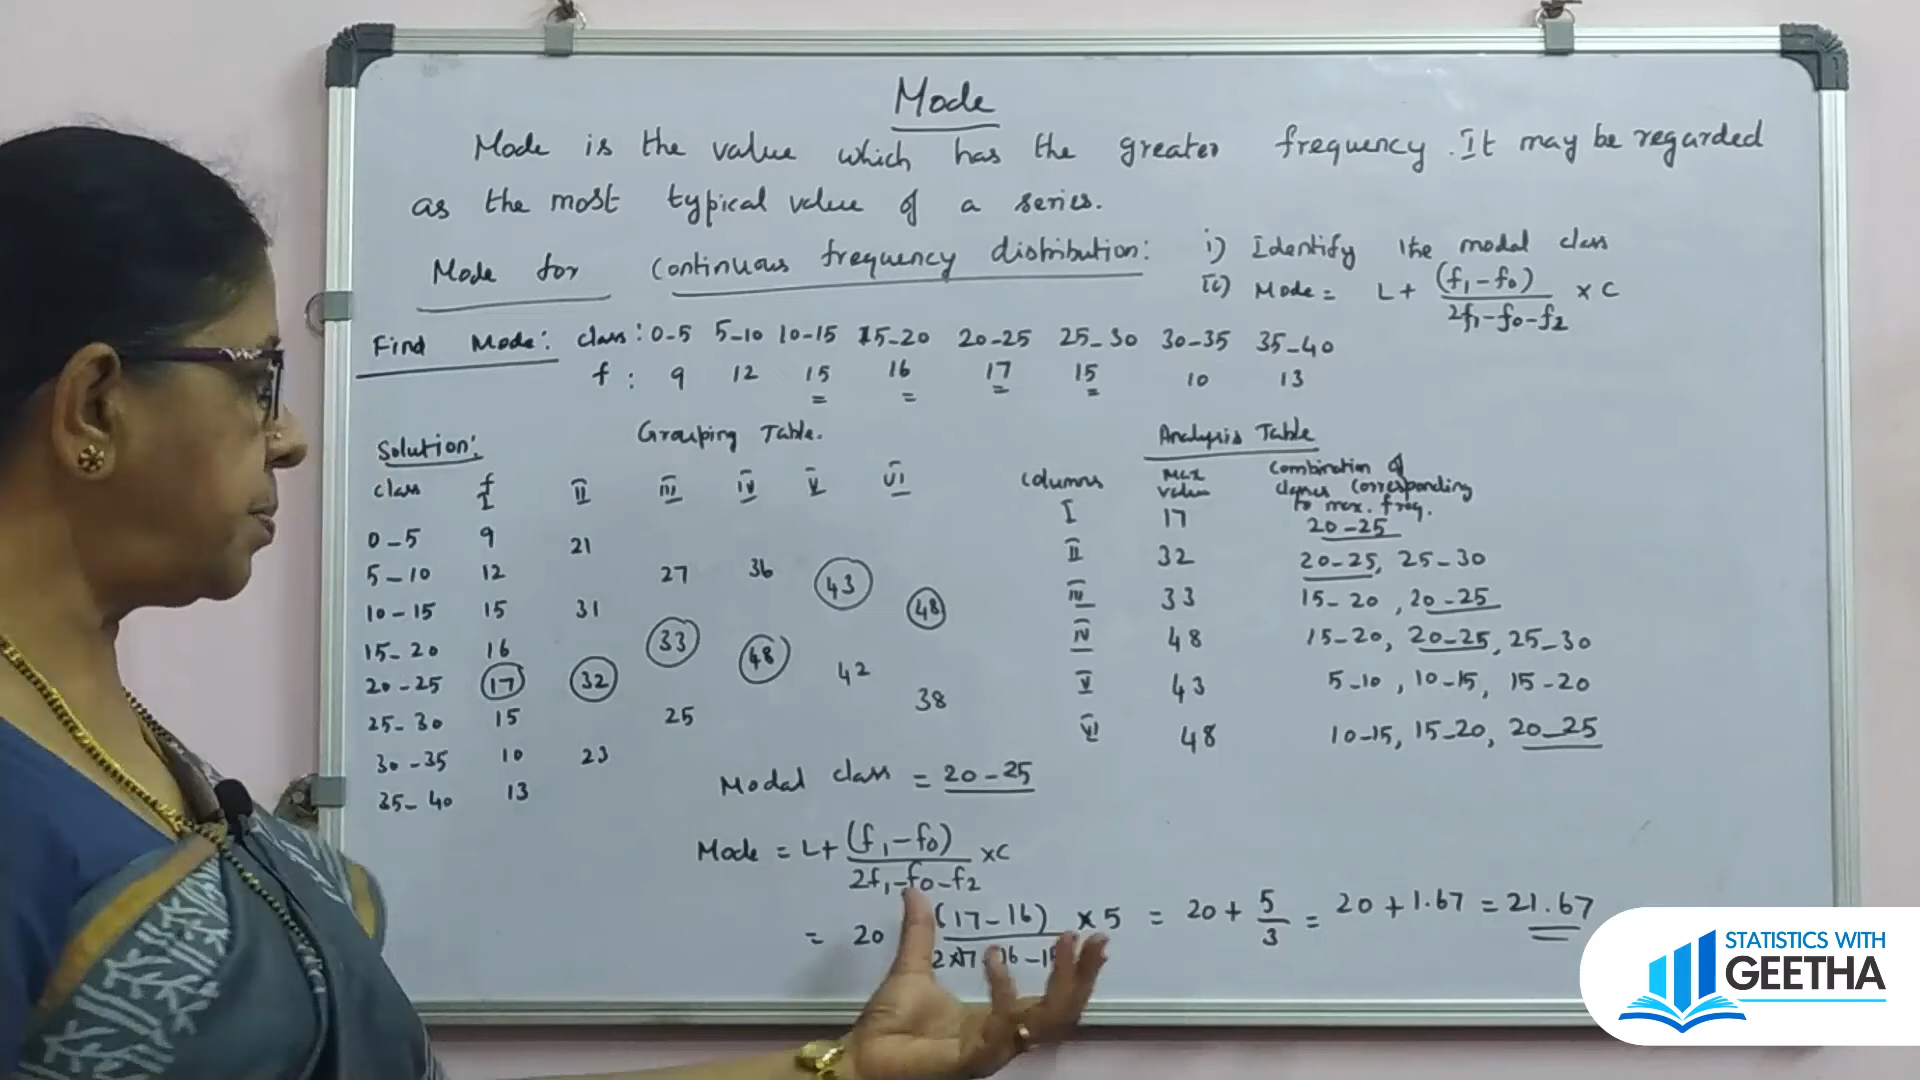 Mode
Mode is the value which has the greater frequency. It may be regarded
as the most typical value of a series.
Mode for continuous frequency distribution:
i) Identify the modal class
ii) Mode = L + (f₁ - f₀) / 2f₁ - f₀ - f₂ × C
Find Mode: class: 0-5 5-10 10-15 15-20 20-25 25-30 30-35 35-40
f: 9 12 15 16 17 15 10 13
Solution:
Grouping Table.
class f I II III IV V VI
0-5 9 21
5-10 12 27 36 43
10-15 15 31 48
15-20 16 33 48
20-25 17 32 42
25-30 15 25 38
30-35 10 23
35-40 13
Analysis Table
columns Max value Combination of classes corresponding to max. freq.
I 17 20-25
II 32 20-25, 25-30
III 33 15-20, 20-25
IV 48 15-20, 20-25, 25-30
V 43 5-10, 10-15, 15-20
VI 48 10-15, 15-20, 20-25
Modal class = 20-25
Mode = L + (f₁ - f₀) / 2f₁ - f₀ - f₂ × C
= 20 (17-16) / 2×17-16-15 × 5 = 20 + 5/3 = 20 + 1.67 = 21.67
STATISTICS WITH
GEETHA